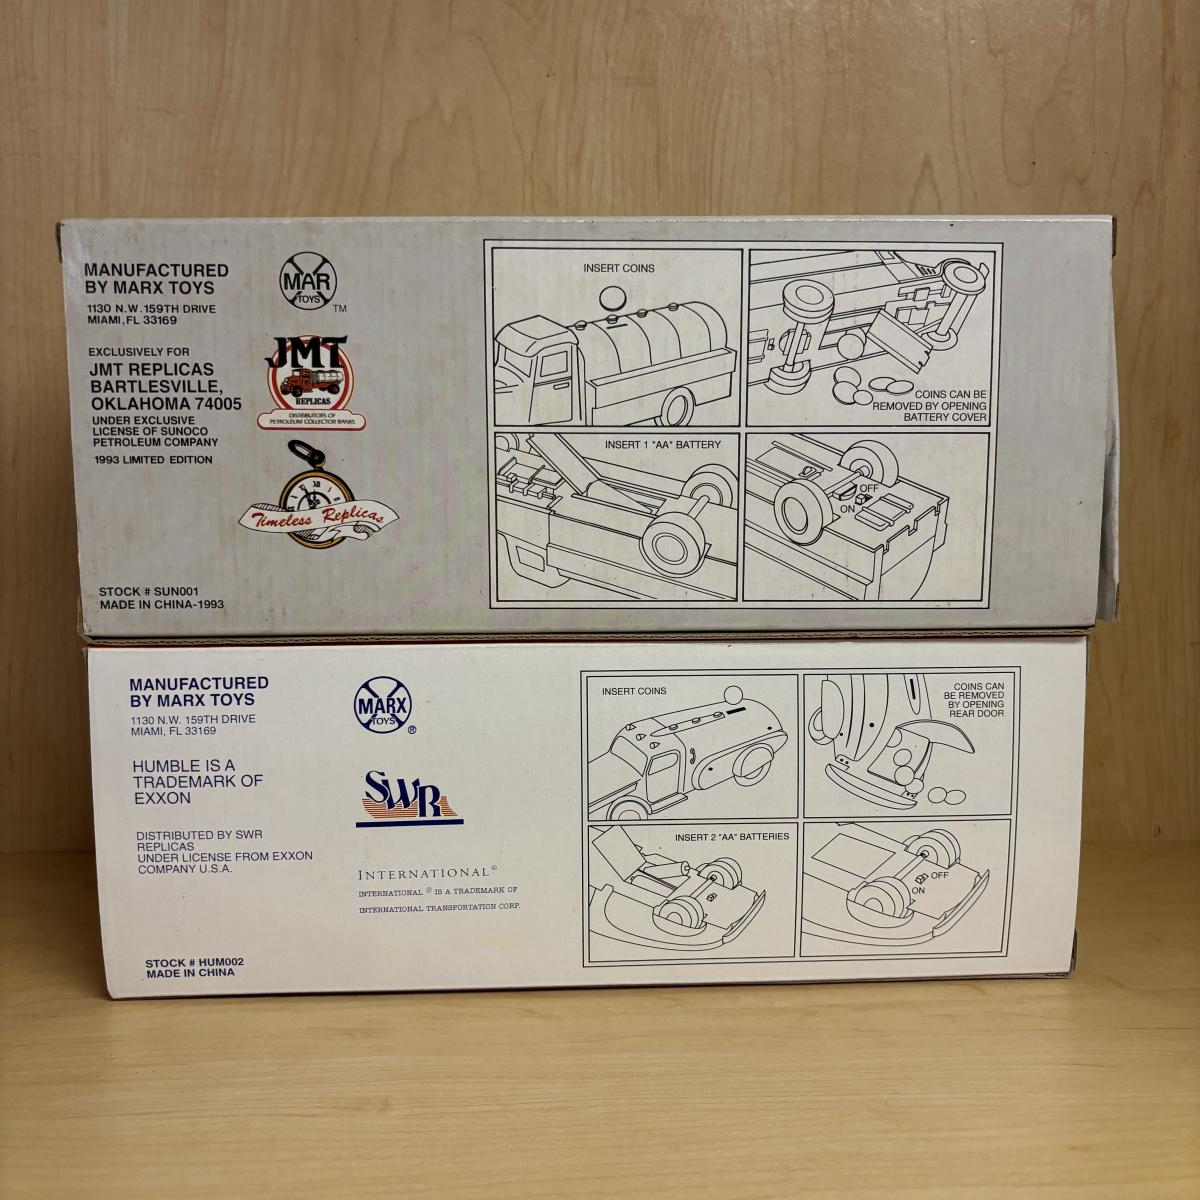 MANUFACTURED
BY MARX TOYS
1130 N.W. 159TH DRIVE
MIAMI, FL 33169
EXCLUSIVELY FOR
JMT REPLICAS
BARTLESVILLE,
OKLAHOMA 74005
UNDER EXCLUSIVE
LICENSE OF SUNOCO
PETROLEUM COMPANY
1993 LIMITED EDITION
STOCK # SUN001
MADE IN CHINA-1993
MAR
TOYS
TM
JMT
REPLICAS
DISTRIBUTORS OF
PETROLEUM COLLECTOR BANKS
XII
Timeless Replicas
INSERT COINS
COINS CAN BE
REMOVED BY OPENING
BATTERY COVER
INSERT 1 "AA" BATTERY
OFF
ON
MANUFACTURED
BY MARX TOYS
1130 N.W. 159TH DRIVE
MIAMI, FL 33169
HUMBLE IS A
TRADEMARK OF
EXXON
DISTRIBUTED BY SWR
REPLICAS
UNDER LICENSE FROM EXXON
COMPANY U.S.A.
STOCK # HUM002
MADE IN CHINA
MARX
TOYS
®
SWR
INTERNATIONAL®
INTERNATIONAL ® IS A TRADEMARK OF
INTERNATIONAL TRANSPORTATION CORP.
INSERT COINS
COINS CAN
BE REMOVED
BY OPENING
REAR DOOR
INSERT 2 "AA" BATTERIES
OFF
ON